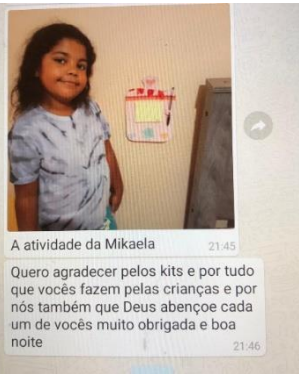 A atividade da Mikaela
21:45
Quero agradecer pelos kits e por tudo
que vocês fazem pelas crianças e por
nós também que Deus abençoe cada
um de vocês muito obrigada e boa
noite
21:46